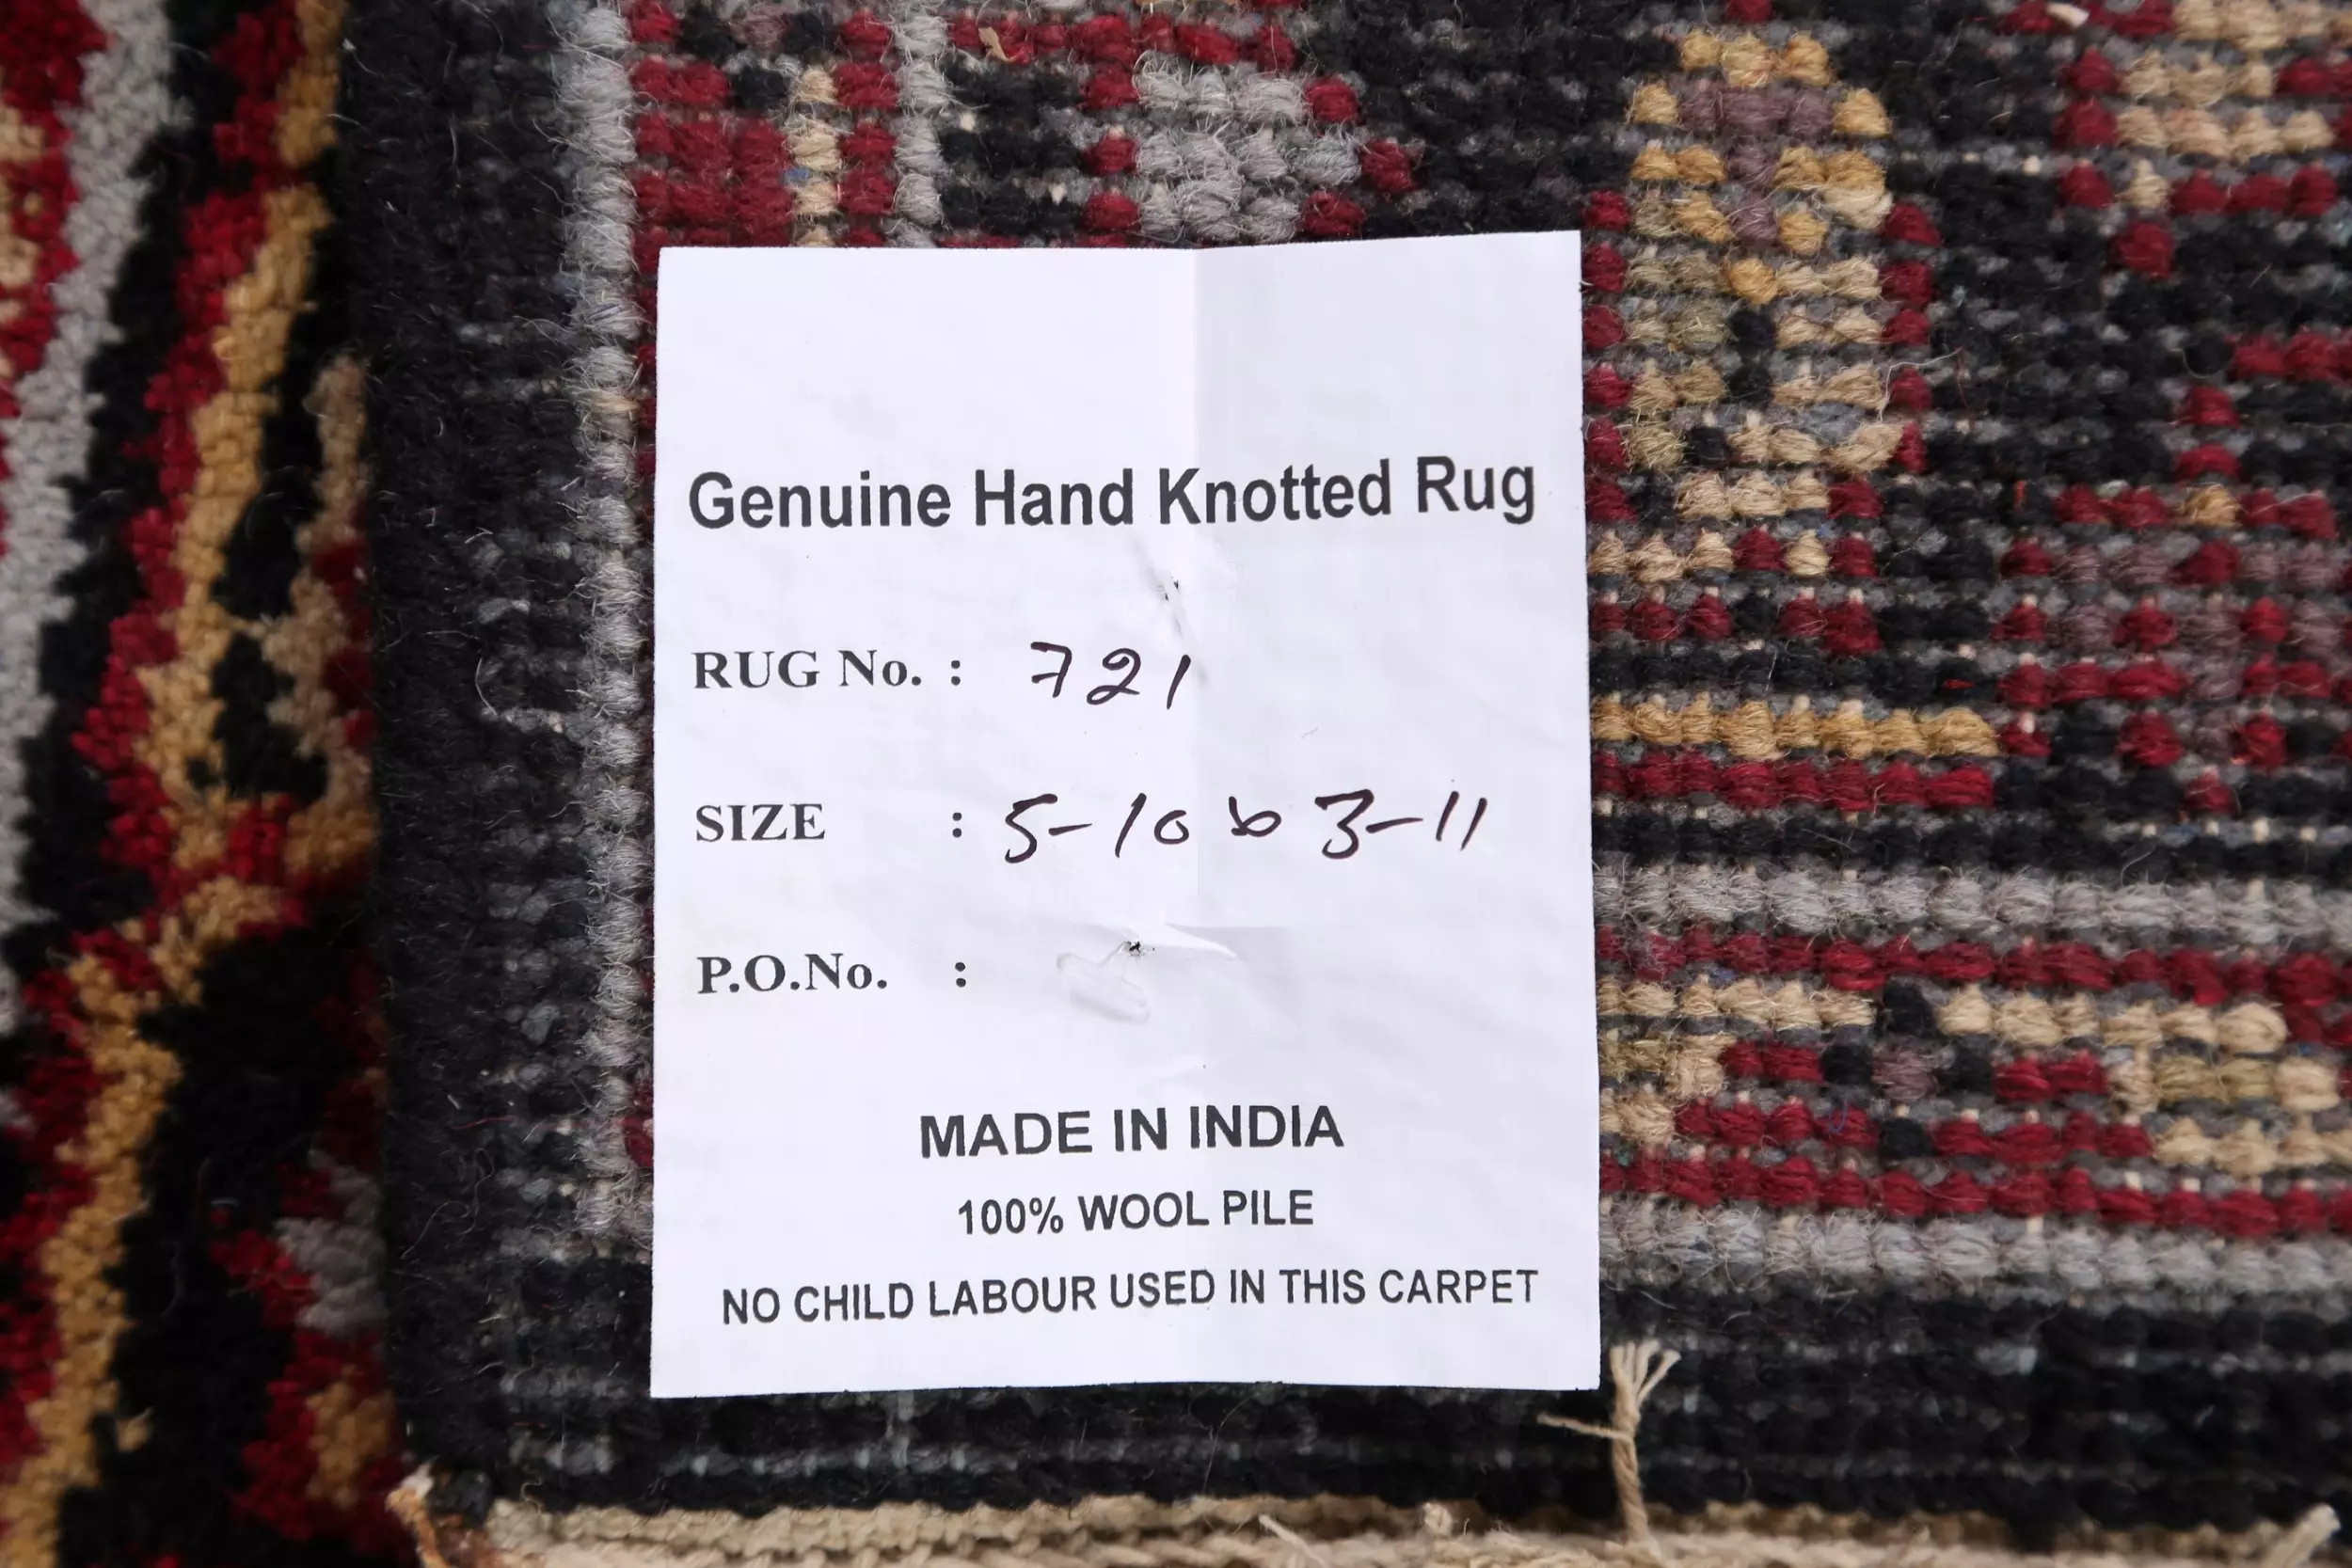 Genuine Hand Knotted Rug
RUG No. : 721
SIZE : 5-10 3-11
P.O.No. :
MADE IN INDIA
100% WOOL PILE
NO CHILD LABOUR USED IN THIS CARPET